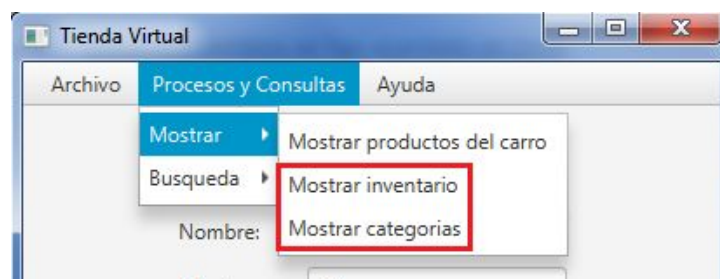 Tienda Virtual
Archivo Procesos y Consultas Ayuda
Mostrar Mostrar productos del carro
Busqueda Mostrar inventario
Nombre: Mostrar categorias